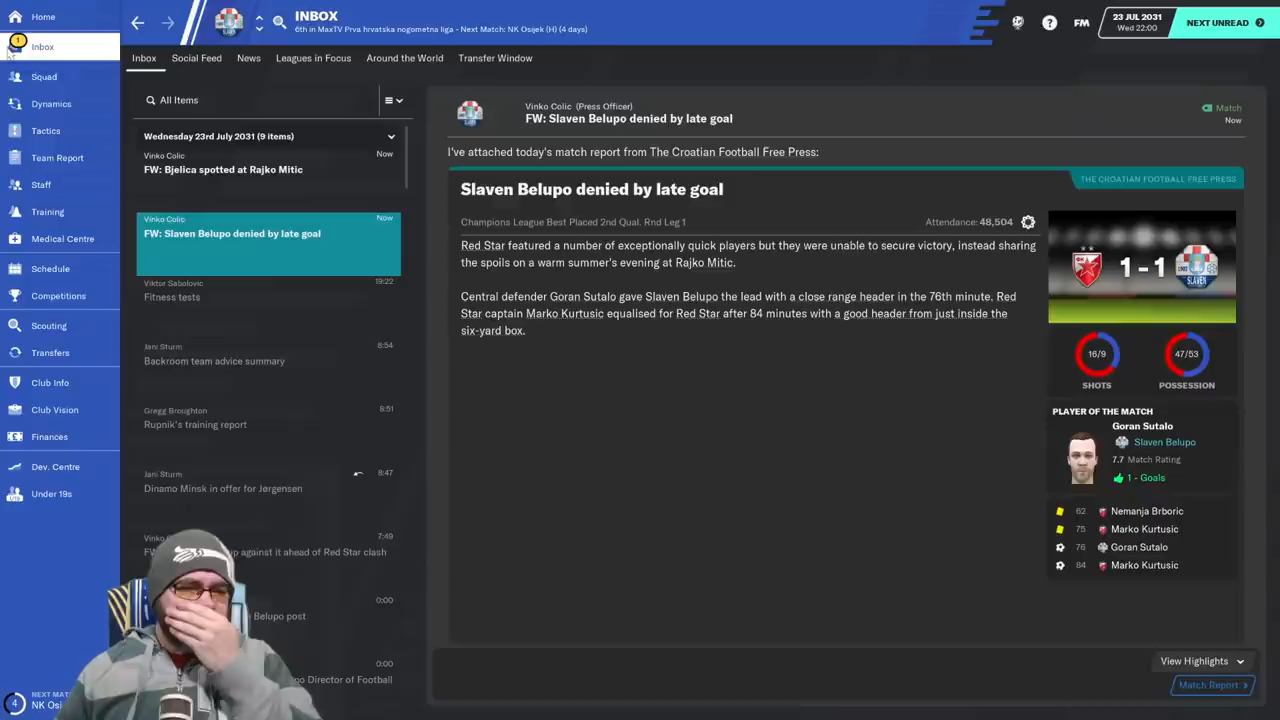 Home
1
Inbox
Squad
Dynamics
Tactics
Team Report
Staff
Training
Medical Centre
Schedule
Competitions
Scouting
Transfers
Club Info
Club Vision
Finances
Dev. Centre
Under 19s
4
NEXT MAT
NK Osi
INBOX
6th in MaxTV Prva hrvatska nogometna liga - Next Match: NK Osijek (H) (4 days)
FM
23 JUL 2031
Wed 22:00
NEXT UNREAD
Inbox
Social Feed
News
Leagues in Focus
Around the World
Transfer Window
All Items
Wednesday 23rd July 2031 (9 items)
Vinko Colic
Now
FW: Bjelica spotted at Rajko Mitic
Vinko Colic
Now
FW: Slaven Belupo denied by late goal
Viktor Sabolovic
19:22
Fitness tests
Jani Sturm
8:54
Backroom team advice summary
Gregg Broughton
8:51
Rupnik's training report
Jani Sturm
8:47
Dinamo Minsk in offer for Jørgensen
Vinko
7:49
up against it ahead of Red Star clash
0:00
Belupo post
0:00
no Director of Football
Vinko Colic (Press Officer)
FW: Slaven Belupo denied by late goal
Match
Now
I've attached today's match report from The Croatian Football Free Press:
THE CROATIAN FOOTBALL FREE PRESS
Slaven Belupo denied by late goal
Champions League Best Placed 2nd Qual. Rnd Leg 1
Attendance: 48,504
Red Star featured a number of exceptionally quick players but they were unable to secure victory, instead sharing
the spoils on a warm summer's evening at Rajko Mitic.
Central defender Goran Sutalo gave Slaven Belupo the lead with a close range header in the 76th minute. Red
Star captain Marko Kurtusic equalised for Red Star after 84 minutes with a good header from just inside the
six-yard box.
1 - 1
SLAVEN
16/9
SHOTS
47/53
POSSESSION
PLAYER OF THE MATCH
Goran Sutalo
Slaven Belupo
7.7 Match Rating
1 - Goals
62 Nemanja Brboric
75 Marko Kurtusic
76 Goran Sutalo
84 Marko Kurtusic
View Highlights
Match Report